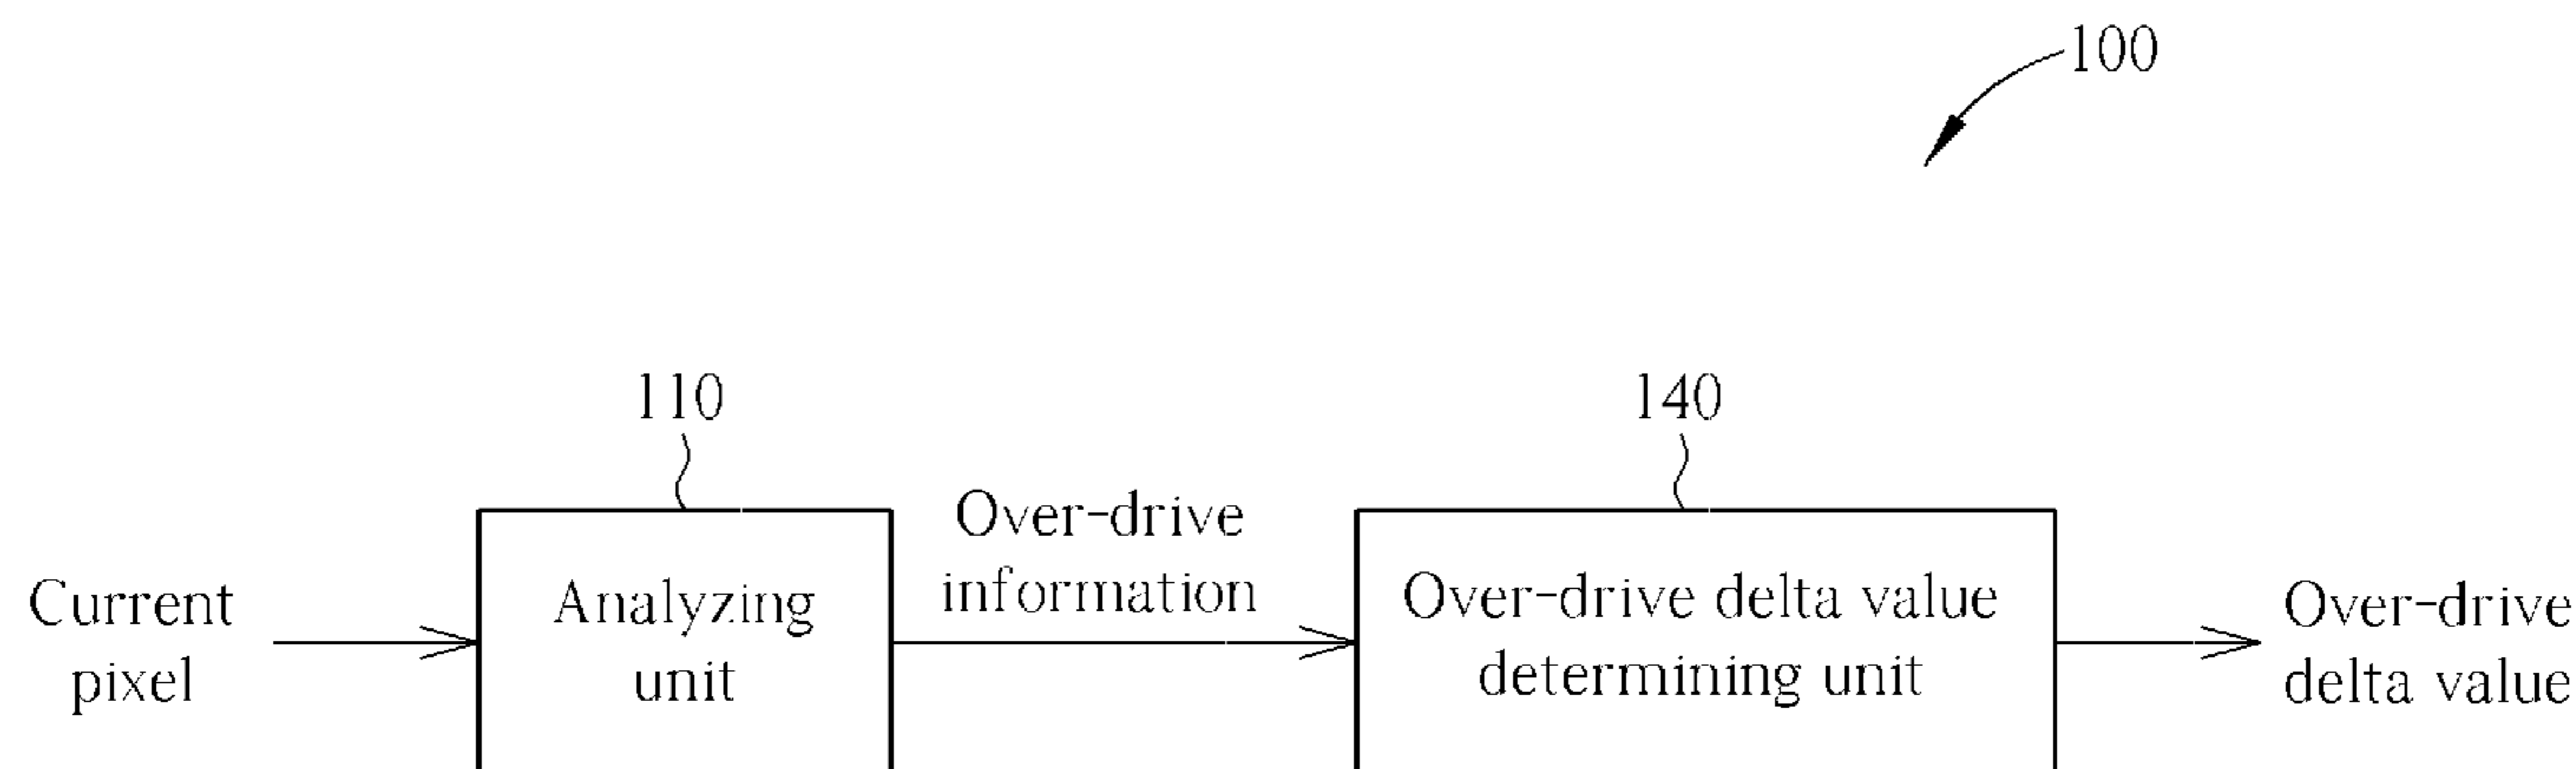 100
110
140
Current
pixel
Analyzing
unit
Over-drive
information
Over-drive delta value
determining unit
Over-drive
delta value